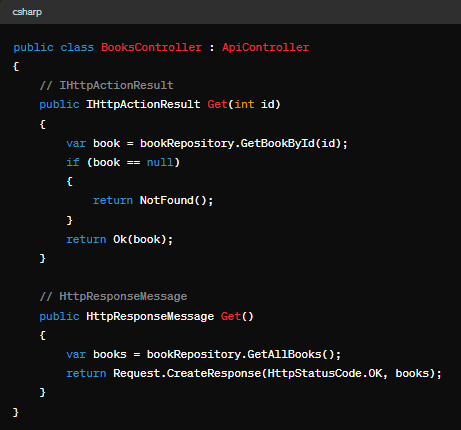 csharp
public class BooksController : ApiController
{
    // IHttpActionResult
    public IHttpActionResult Get(int id)
    {
        var book = bookRepository.GetBookById(id);
        if (book == null)
        {
            return NotFound();
        }
        return Ok(book);
    }

    // HttpResponseMessage
    public HttpResponseMessage Get()
    {
        var books = bookRepository.GetAllBooks();
        return Request.CreateResponse(HttpStatusCode.OK, books);
    }
}